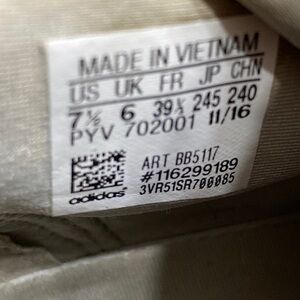 MADE IN VIETNAM
US UK FR JP CHN
7½ 6 39⅓ 245 240
PYV 702001 11/16
ART BB5117
#116299189
3VR51SR700085
adidas